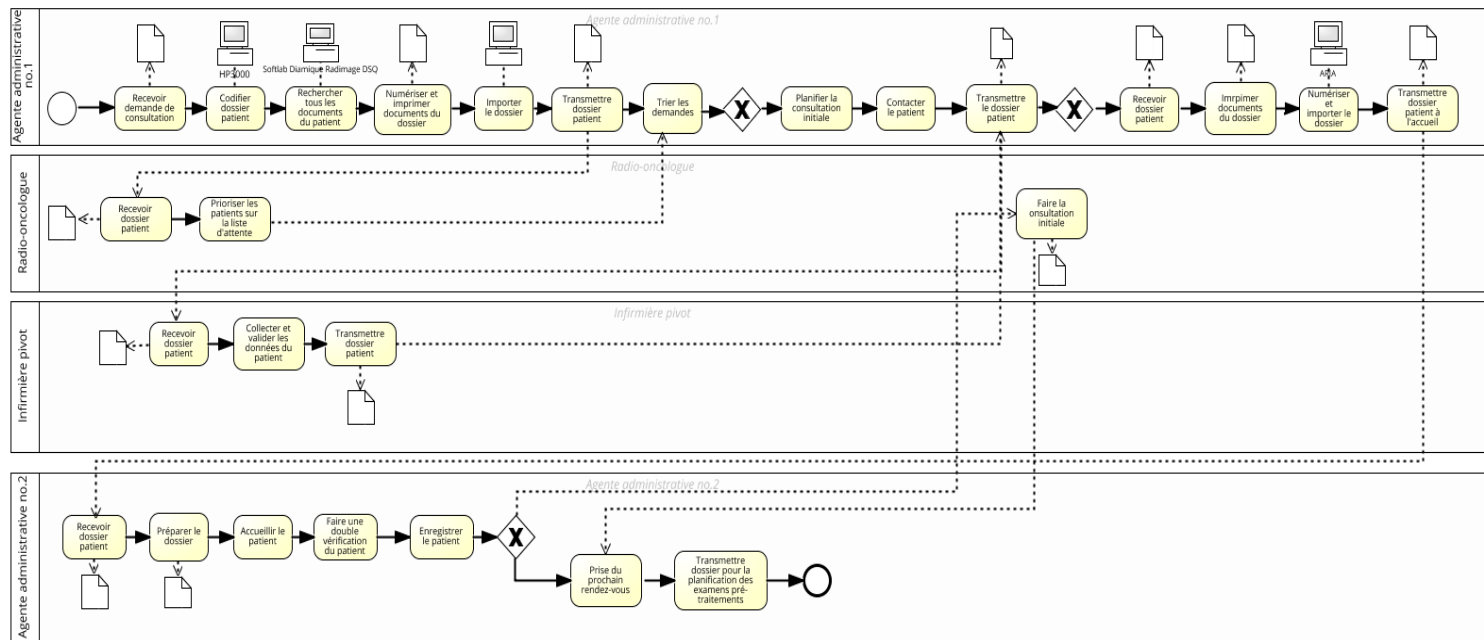 Agente administrative no.1
Agente administrative
no.1
HP3000
Softlab Diamique Radimage DSQ
ARIA
Recevoir
demande de
consultation
Codifier
dossier
patient
Rechercher
tous les
documents
du patient
Numériser et
imprimer
documents du
dossier
Importer
le dossier
Transmettre
dossier
patient
Trier les
demandes
X
Planifier la
consultation
initiale
Contacter
le patient
Transmettre
le dossier
patient
X
Recevoir
dossier
patient
Imrpimer
documents
du dossier
Numériser
et
importer le
dossier
Transmettre
dossier
patient à
l'accueil
Radio-oncologue
Radio-oncologue
Recevoir
dossier
patient
Prioriser les
patients sur
la liste
d'attente
Faire la
onsultation
initiale
Infirmière pivot
Infirmière pivot
Recevoir
dossier
patient
Collecter et
valider les
données du
patient
Transmettre
dossier
patient
Agente administrative no.2
Agente administrative no.2
Recevoir
dossier
patient
Préparer le
dossier
Accueillir le
patient
Faire une
double
vérification
du patient
Enregistrer
le patient
X
Prise du
prochain
rendez-vous
Transmettre
dossier pour la
planification des
examens pré-
traitements